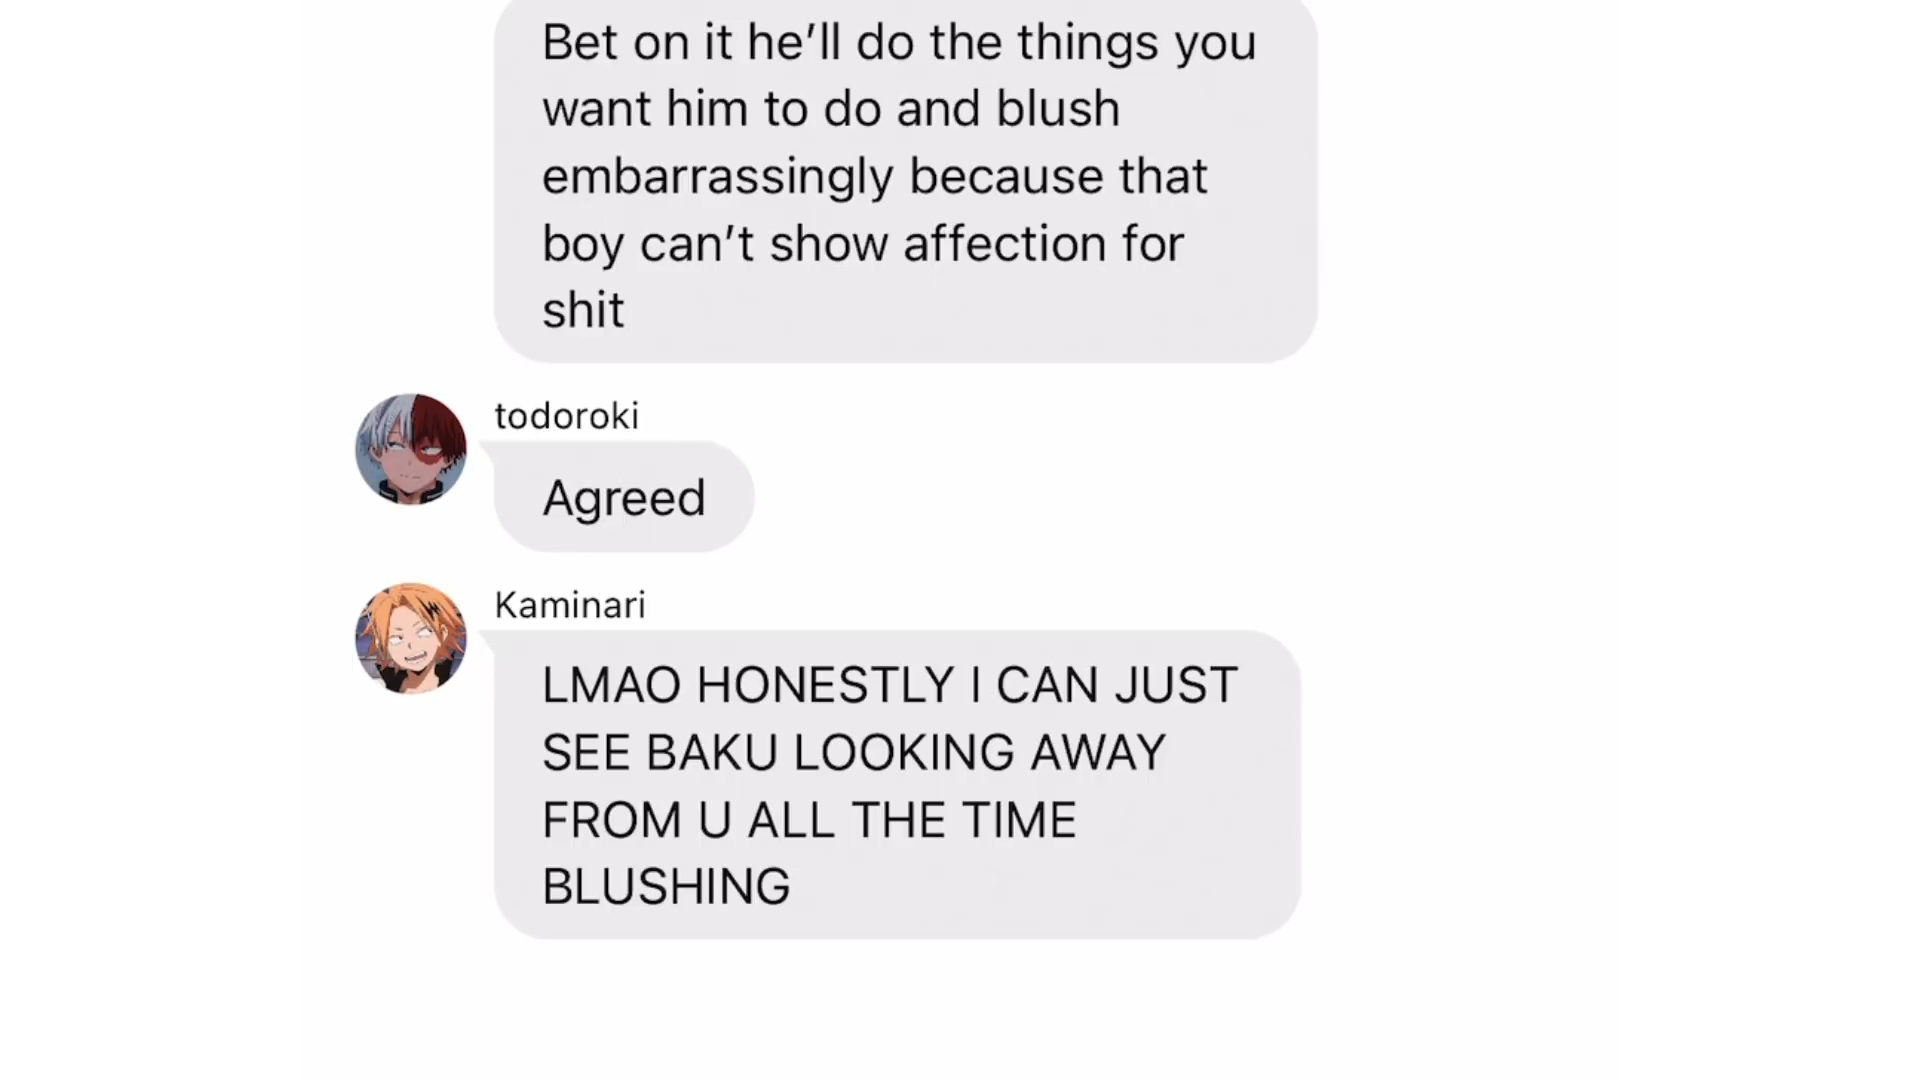 Bet on it he’ll do the things you
want him to do and blush
embarrassingly because that
boy can’t show affection for
shit
todoroki
Agreed
Kaminari
LMAO HONESTLY I CAN JUST
SEE BAKU LOOKING AWAY
FROM U ALL THE TIME
BLUSHING